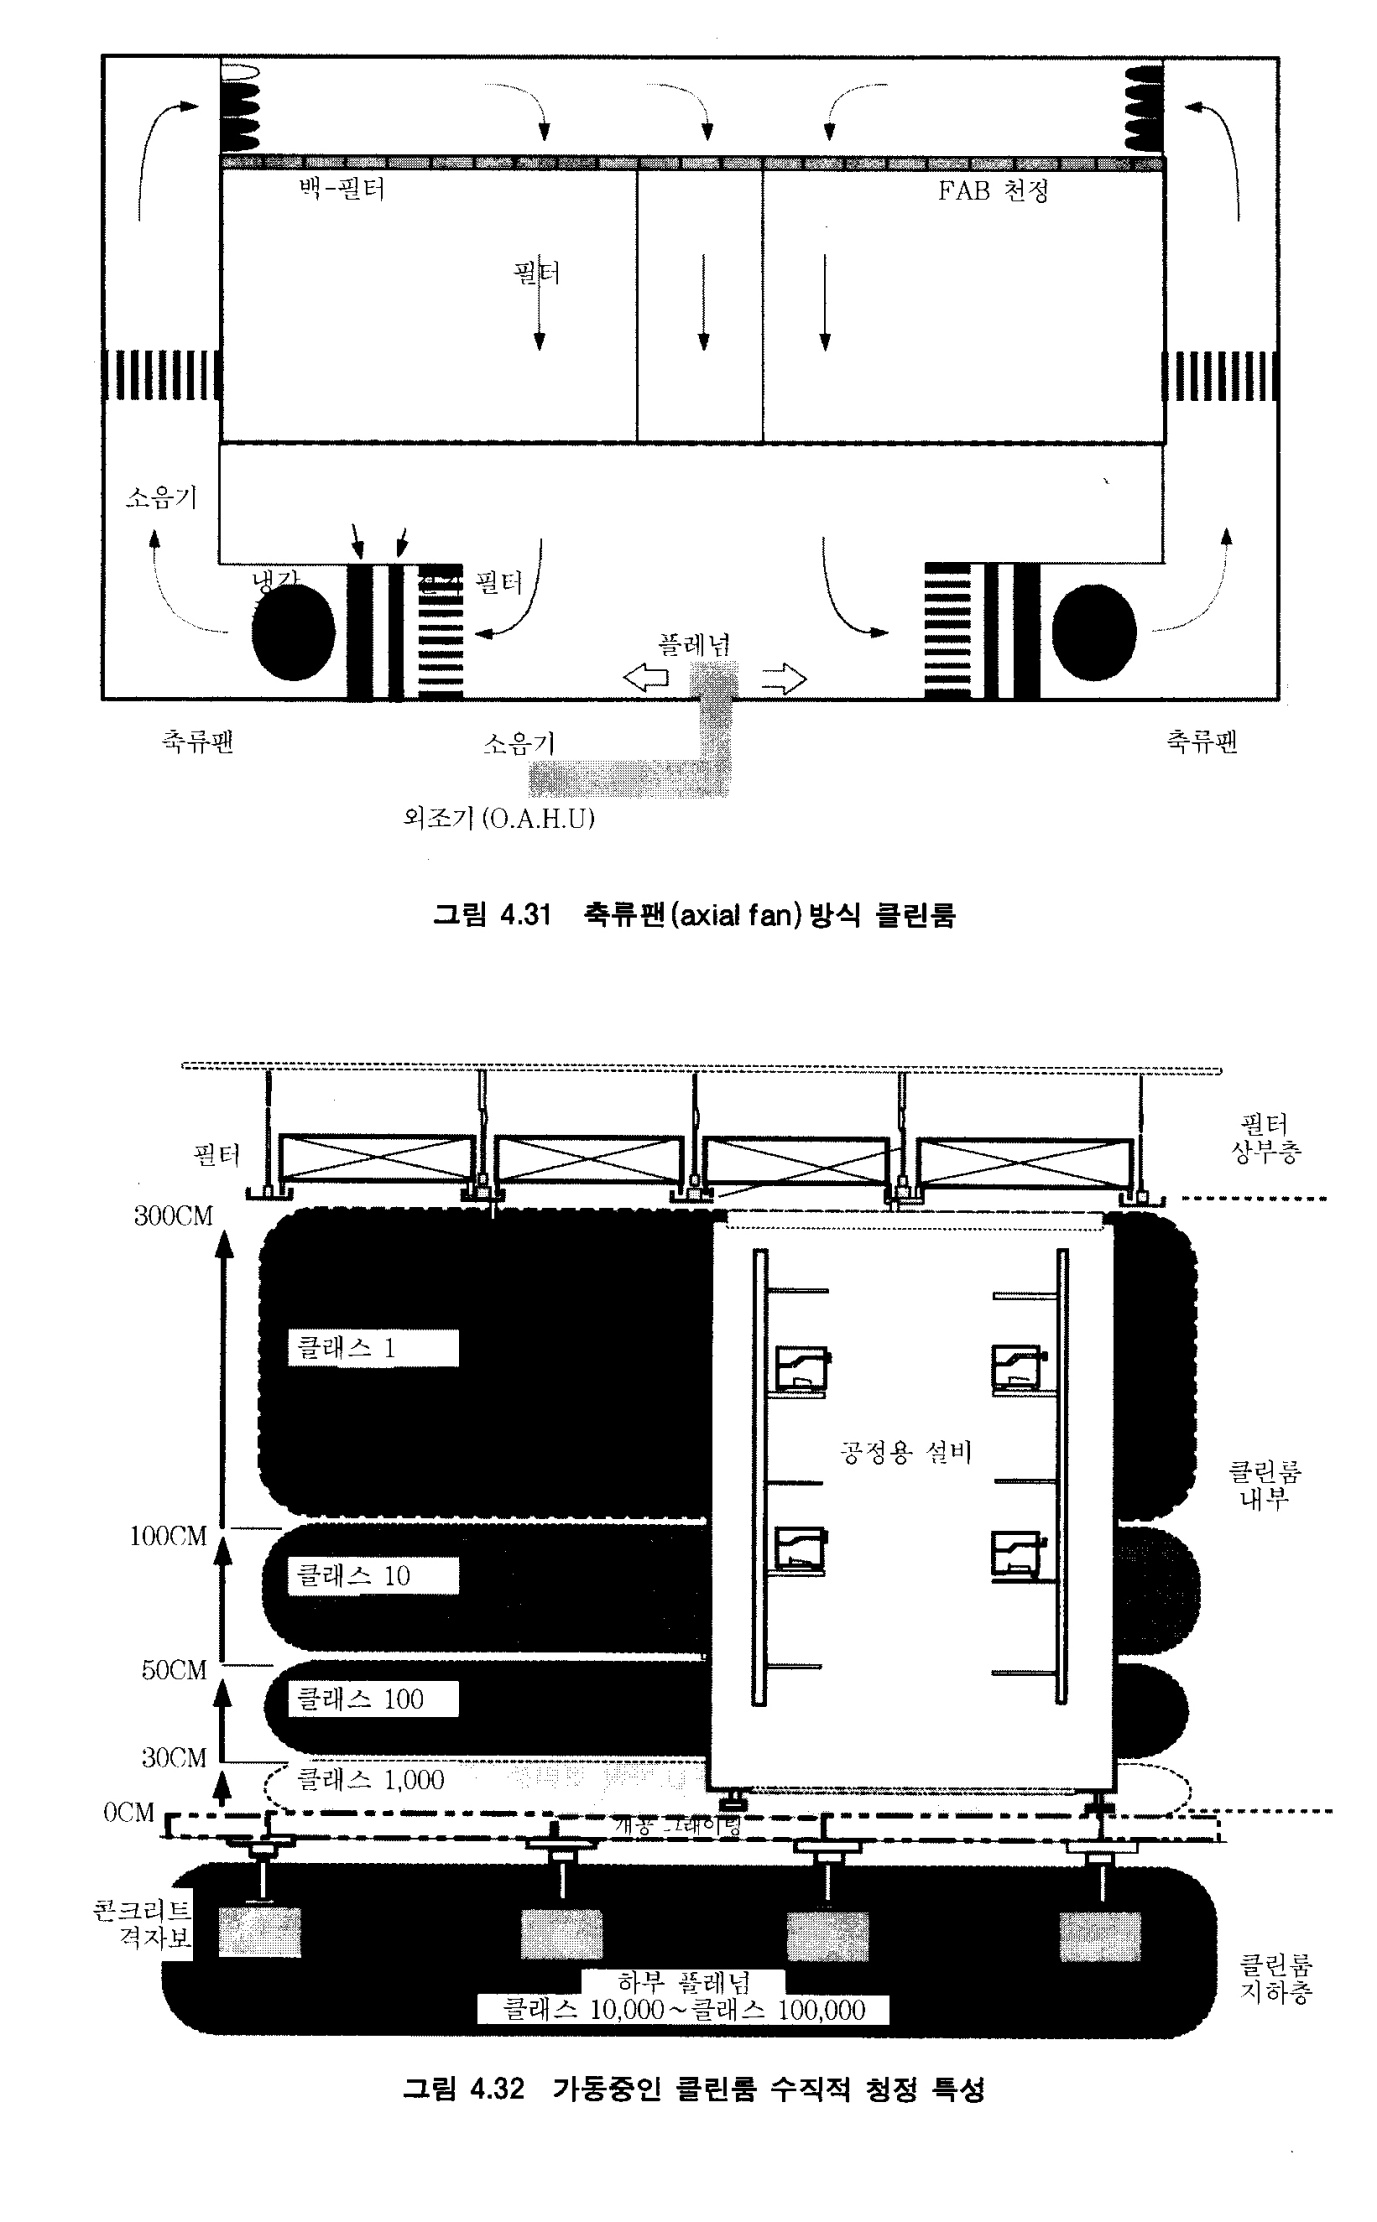 백-필터
FAB 천정
필터
소음기
냉각
필터
플레넘
축류팬
소음기
축류팬
외조기 (O.A.H.U)
그림 4.31 축류팬(axial fan) 방식 클린룸
필터
상부층
필터
300CM
클래스 1
공정용 설비
클린룸
내부
100CM
클래스 10
50CM
클래스 100
30CM
클래스 1,000
0CM
개공 그레이팅
콘크리트
격자보
하부 플레넘
클래스 10,000~클래스 100,000
클린룸
지하층
그림 4.32 가동중인 클린룸 수직적 청정 특성